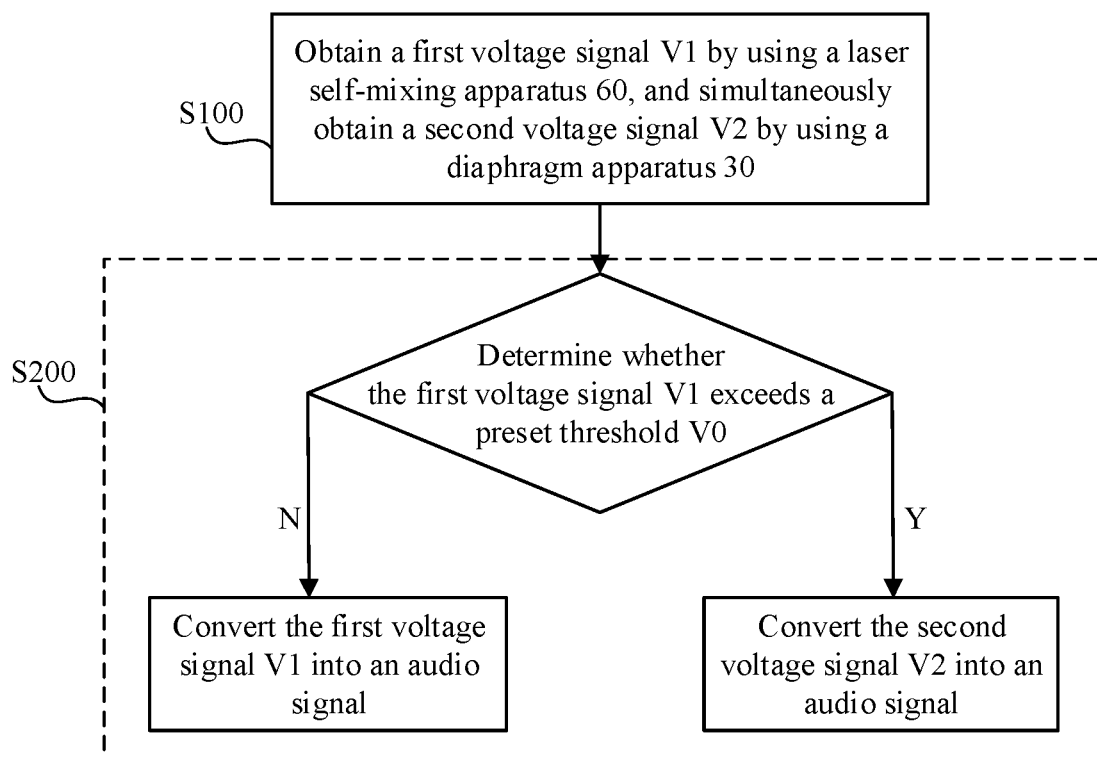 Obtain a first voltage signal V1 by using a laser
self-mixing apparatus 60, and simultaneously
obtain a second voltage signal V2 by using a
diaphragm apparatus 30
S100
Determine whether
the first voltage signal V1 exceeds a
preset threshold V0
S200
N
Y
Convert the first voltage
signal V1 into an audio
signal
Convert the second
voltage signal V2 into an
audio signal